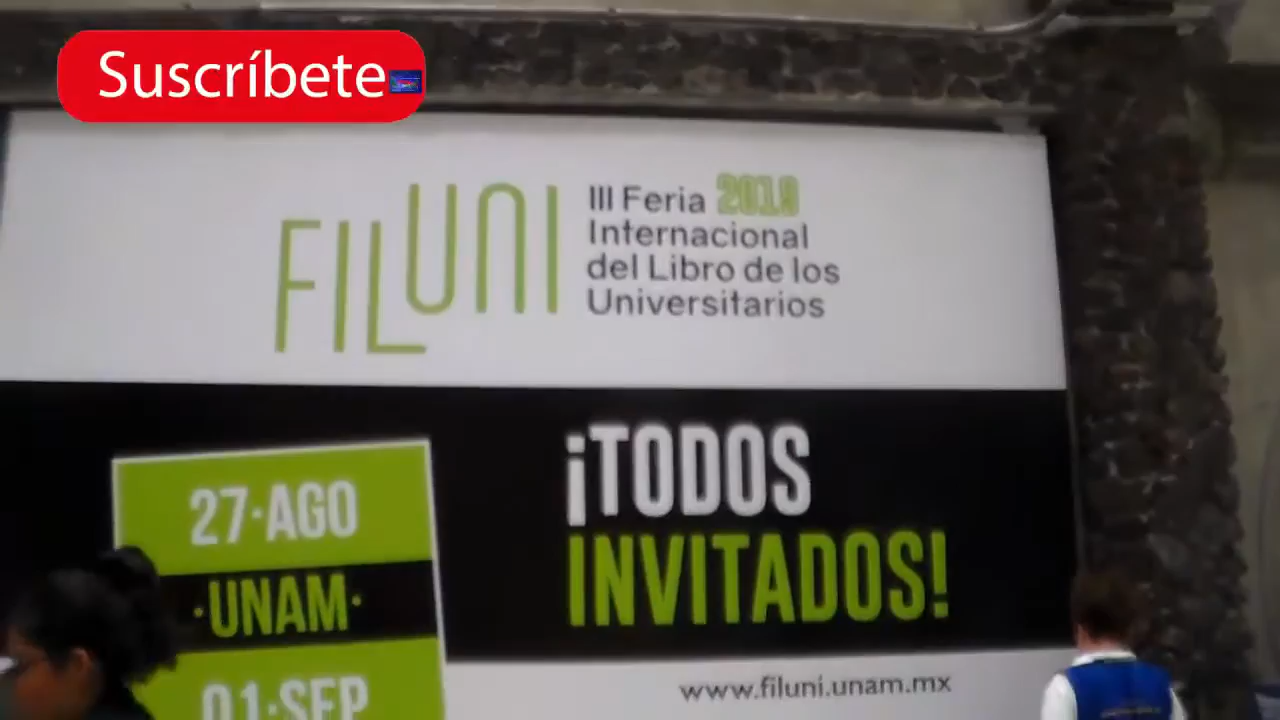 Suscríbete
FILUNI
III Feria 2019
Internacional
del Libro de los
Universitarios
¡TODOS
INVITADOS!
27·AGO
·UNAM·
01·SEP
www.filuni.unam.mx